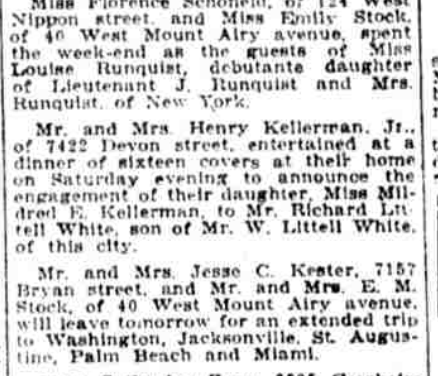 Miss Florence Schofield, of 124 West
Nippon street, and Miss Emily Stock,
of 40 West Mount Airy avenue, spent
the week-end as the guests of Miss
Louise Runquist, debutante daughter
of Lieutenant J. Runquist and Mrs.
Runquist, of New York.
Mr. and Mrs. Henry Kellerman, Jr.,
of 7422 Devon street, entertained at a
dinner of sixteen covers at their home
on Saturday evening to announce the
engagement of their daughter, Miss Mil-
dred E. Kellerman, to Mr. Richard Lit
tell White, son of Mr. W. Littell White,
of this city.
Mr. and Mrs. Jesse C. Kester, 7157
Bryan street, and Mr. and Mrs. E. M.
Stock, of 40 West Mount Airy avenue,
will leave tomorrow for an extended trip
to Washington, Jacksonville, St. Augus-
tine, Palm Beach and Miami.